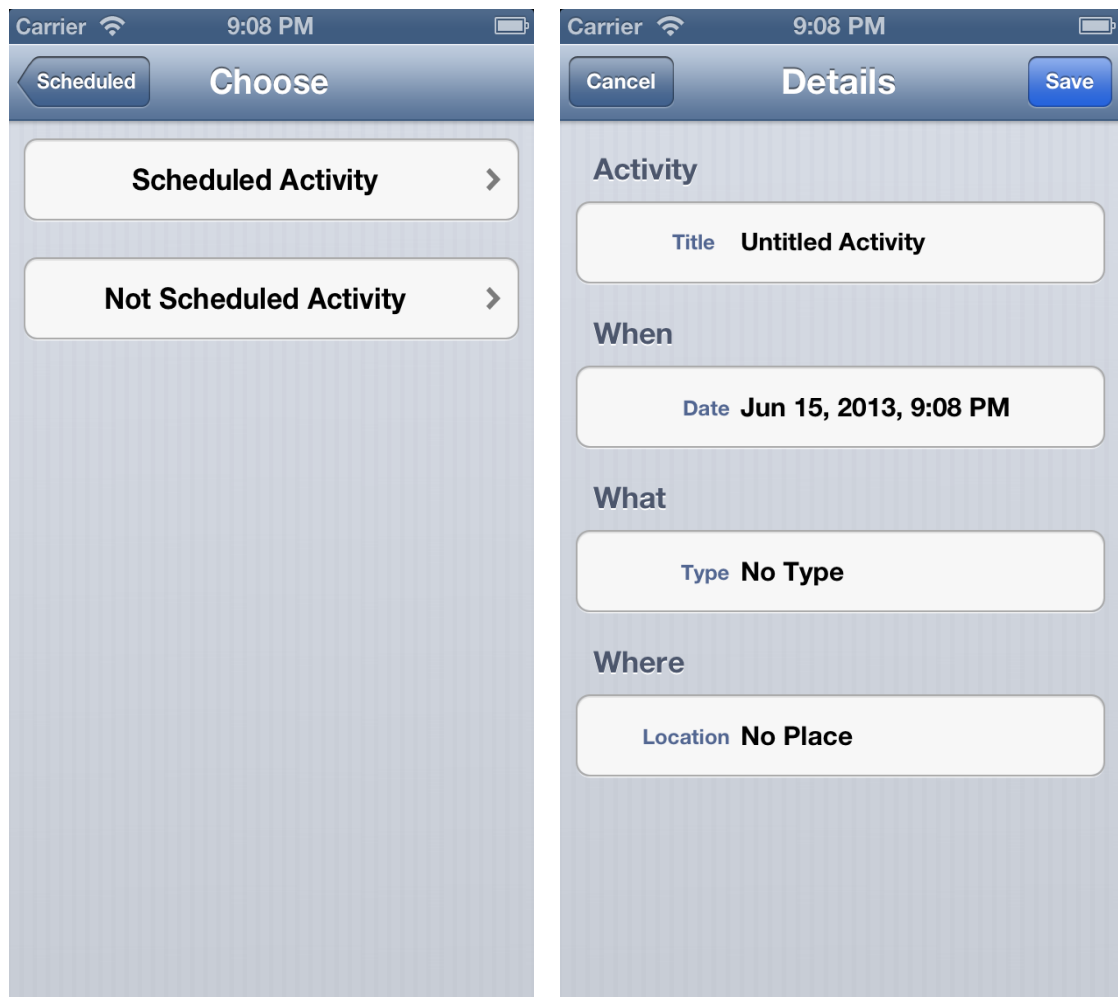 Carrier 9:08 PM
Scheduled Choose
Scheduled Activity
Not Scheduled Activity
Carrier 9:08 PM
Cancel Details Save
Activity
Title Untitled Activity
When
Date Jun 15, 2013, 9:08 PM
What
Type No Type
Where
Location No Place